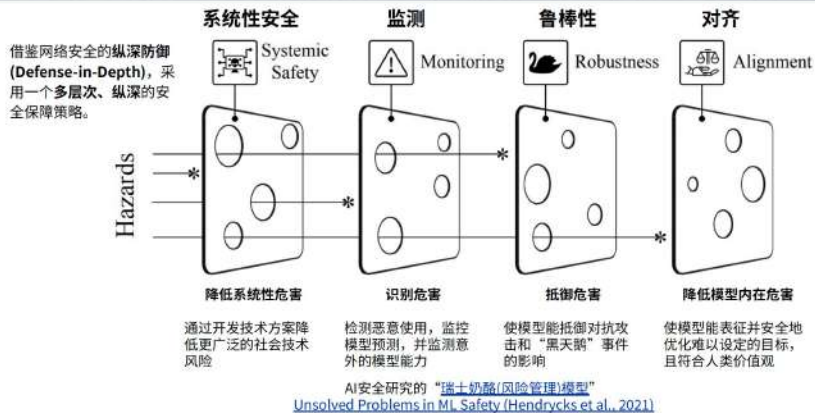 系统性安全
监测
鲁棒性
对齐
借鉴网络安全的纵深防御
(Defense-in-Depth)，采
用一个多层次、纵深的安
全保障策略。
Systemic
Safety
Monitoring
Robustness
Alignment
Hazards
降低系统性危害
识别危害
抵御危害
降低模型内在危害
通过开发技术方案降
低更广泛的社会技术
风险
检测恶意使用，监控
模型预测，并监测意
外的模型能力
使模型能抵御对抗攻
击和“黑天鹅”事件
的影响
使模型能表征并安全地
优化难以设定的目标，
且符合人类价值观
AI安全研究的“瑞士奶酪(风险管理)模型”
Unsolved Problems in ML Safety (Hendrycks et al., 2021)